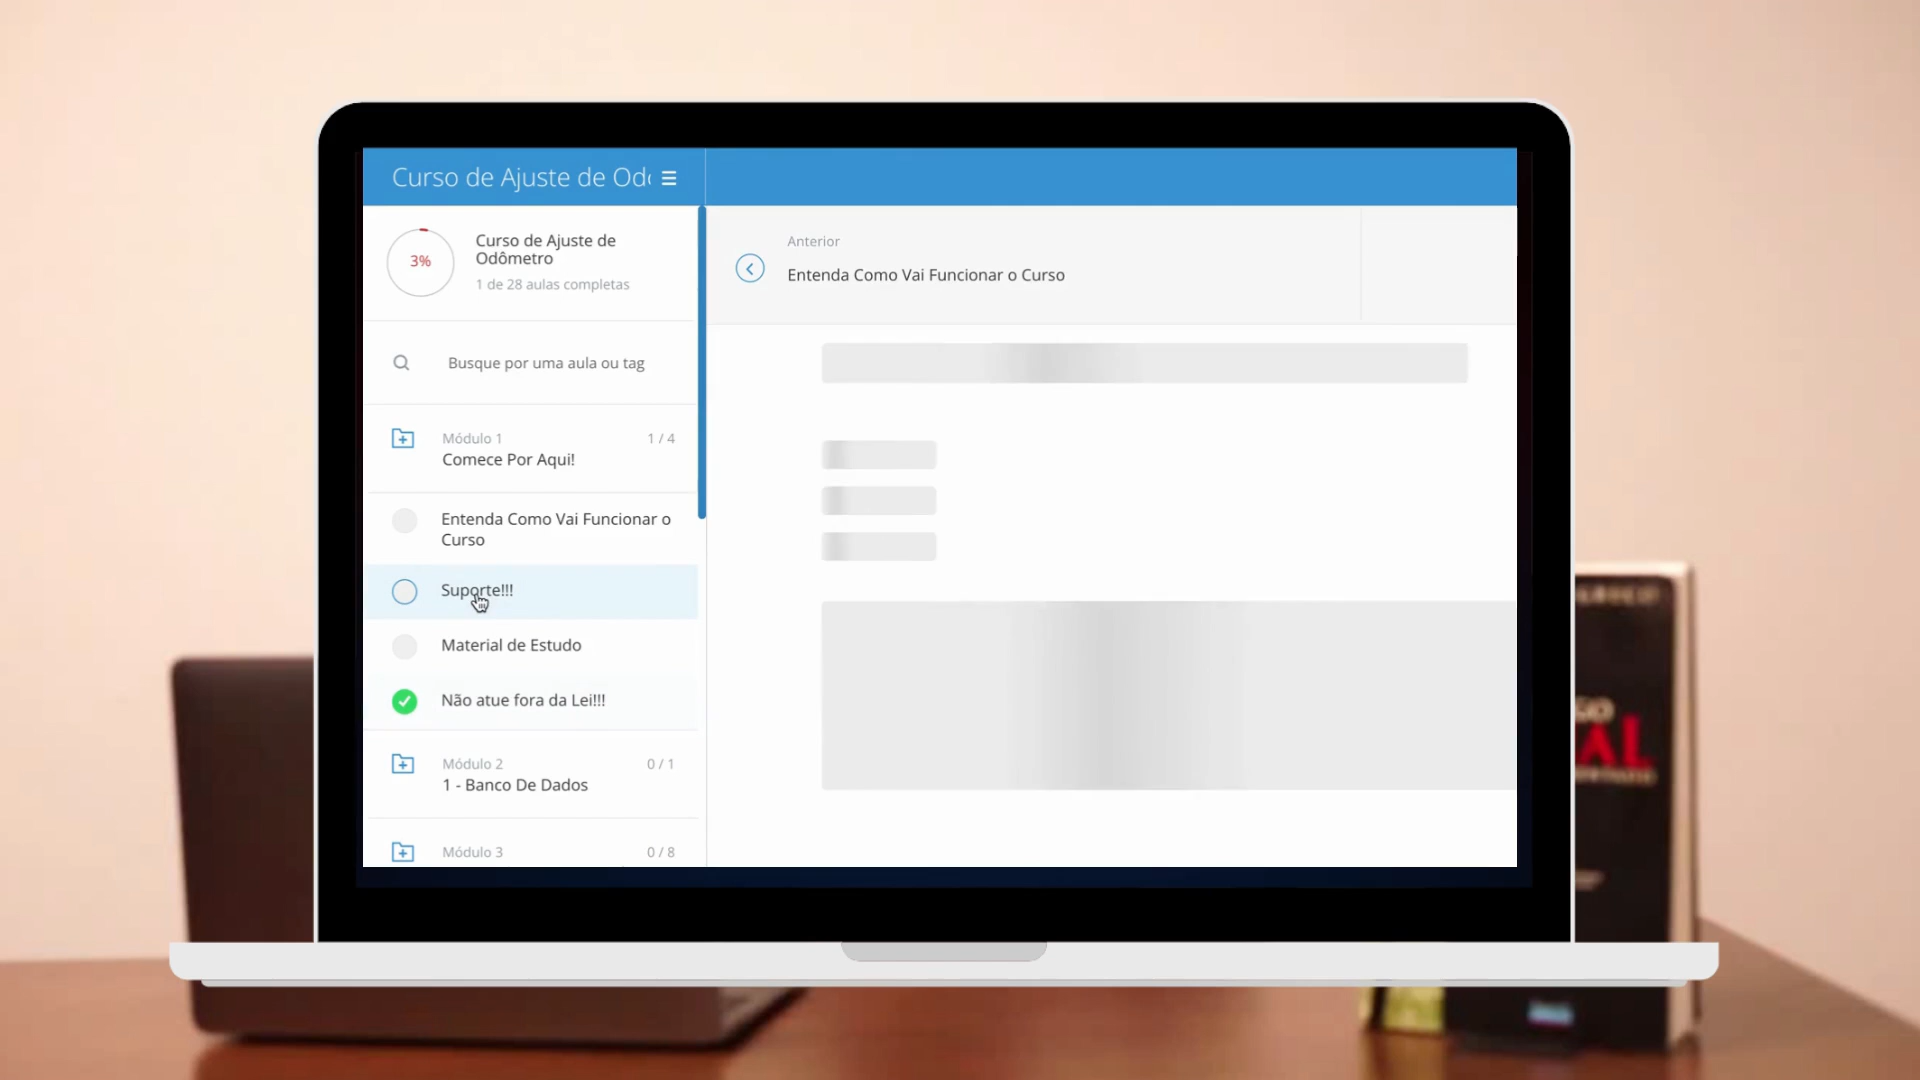 Curso de Ajuste de Od
3%
Curso de Ajuste de
Odômetro
1 de 28 aulas completas
Busque por uma aula ou tag
Módulo 1
1 / 4
Comece Por Aqui!
Entenda Como Vai Funcionar o
Curso
Suporte!!!
Material de Estudo
Não atue fora da Lei!!!
Módulo 2
0 / 1
1 - Banco De Dados
Módulo 3
0 / 8
Anterior
Entenda Como Vai Funcionar o Curso